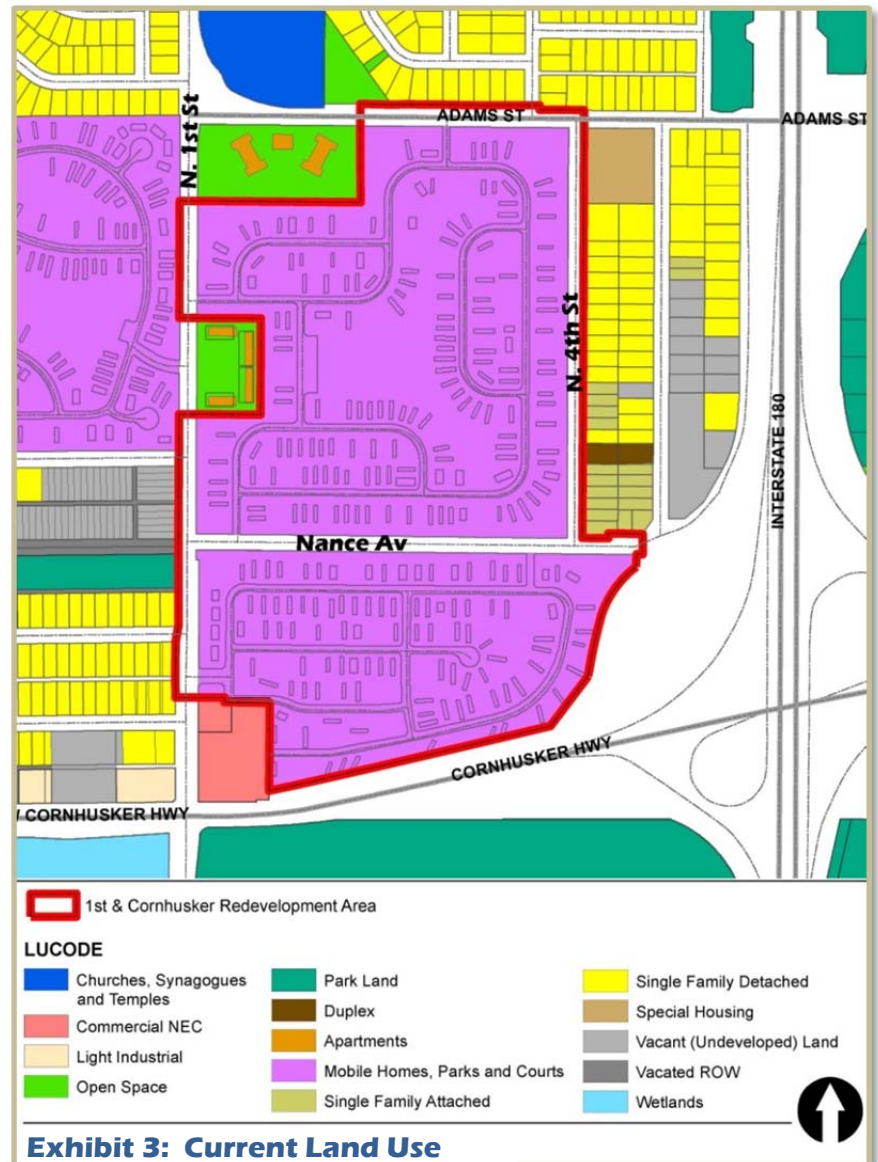 ADAMS ST
ADAMS ST
N. 1st St
N. 4th St
INTERSTATE 180
Nance Av
CORNHUSKER HWY
W CORNHUSKER HWY
1st & Cornhusker Redevelopment Area
LUCODE
Churches, Synagogues
and Temples
Commercial NEC
Light Industrial
Open Space
Park Land
Duplex
Apartments
Mobile Homes, Parks and Courts
Single Family Attached
Single Family Detached
Special Housing
Vacant (Undeveloped) Land
Vacated ROW
Wetlands
Exhibit 3: Current Land Use